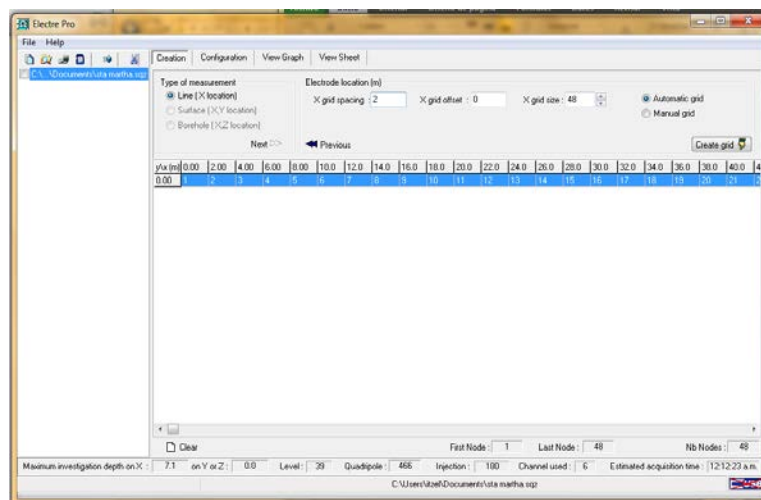 Electre Pro
File Help
C:\...\Documents\sta martha.sqz
Creation Configuration View Graph View Sheet
Type of measurement
Line (X location)
Surface (X,Y location)
Borehole (X,Z location)
Next >>
Electrode location (m)
X grid spacing : 2 X grid offset : 0 X grid size : 48
Automatic grid
Manual grid
Previous
Create grid
y\x (m) 0.00 2.00 4.00 6.00 8.00 10.0 12.0 14.0 16.0 18.0 20.0 22.0 24.0 26.0 28.0 30.0 32.0 34.0 36.0 38.0 40.0
0.00 1 2 3 4 5 6 7 8 9 10 11 12 13 14 15 16 17 18 19 20 21
Clear First Node : 1 Last Node : 48 Nb Nodes : 48
Maximum investigation depth on X : 7.1 on Y or Z : 0.0 Level : 39 Quadripole : 466 Injection : 180 Channel used : 6 Estimated acquisition time : 12:12:23 a.m.
C:\Users\itzel\Documents\sta martha.sqz